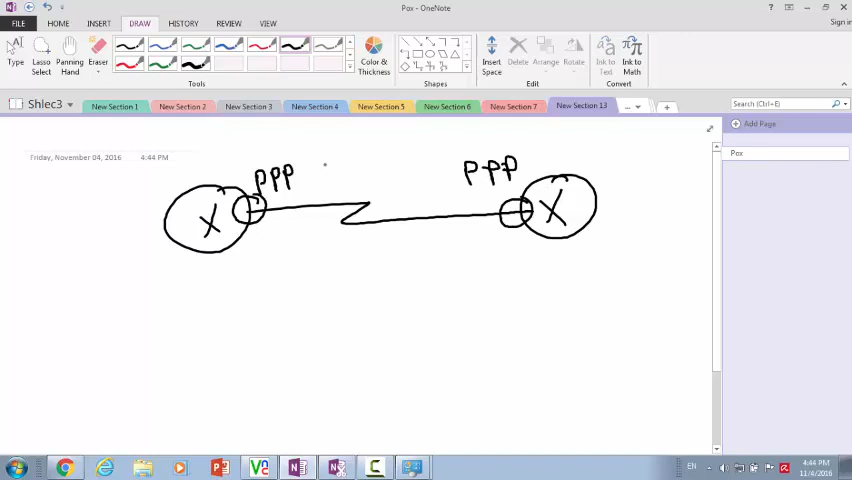 Pox - OneNote
FILE HOME INSERT DRAW HISTORY REVIEW VIEW
Sign in
Type
Lasso Select
Panning Hand
Eraser
Color & Thickness
Insert Space
Delete
Arrange
Rotate
Ink to Text
Ink to Math
Tools
Shapes
Edit
Convert
Shlec3 New Section 1 New Section 2 New Section 3 New Section 4 New Section 5 New Section 6 New Section 7 New Section 13 ... Search (Ctrl+E)
Add Page
Pox
Friday, November 04, 2016 4:44 PM
PPP
PPP
X
X
EN
4:44 PM
11/4/2016